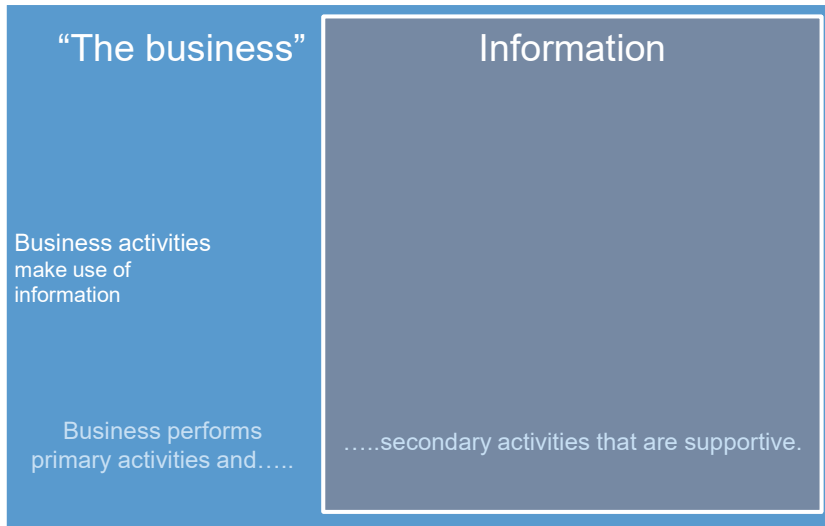 “The business”
Information
Business activities
make use of
information
Business performs
primary activities and…..
…..secondary activities that are supportive.